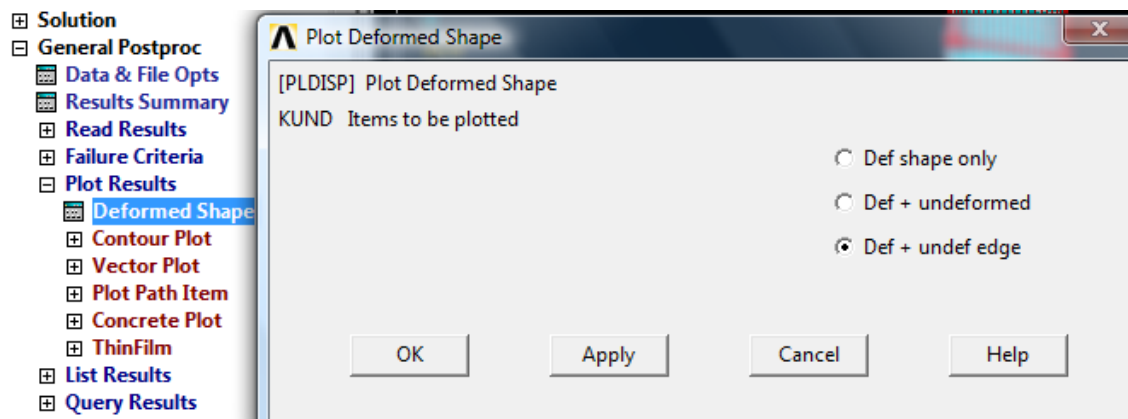 Solution
General Postproc
Data & File Opts
Results Summary
Read Results
Failure Criteria
Plot Results
Deformed Shape
Contour Plot
Vector Plot
Plot Path Item
Concrete Plot
ThinFilm
List Results
Query Results
Plot Deformed Shape
[PLDISP] Plot Deformed Shape
KUND Items to be plotted
Def shape only
Def + undeformed
Def + undef edge
OK Apply Cancel Help